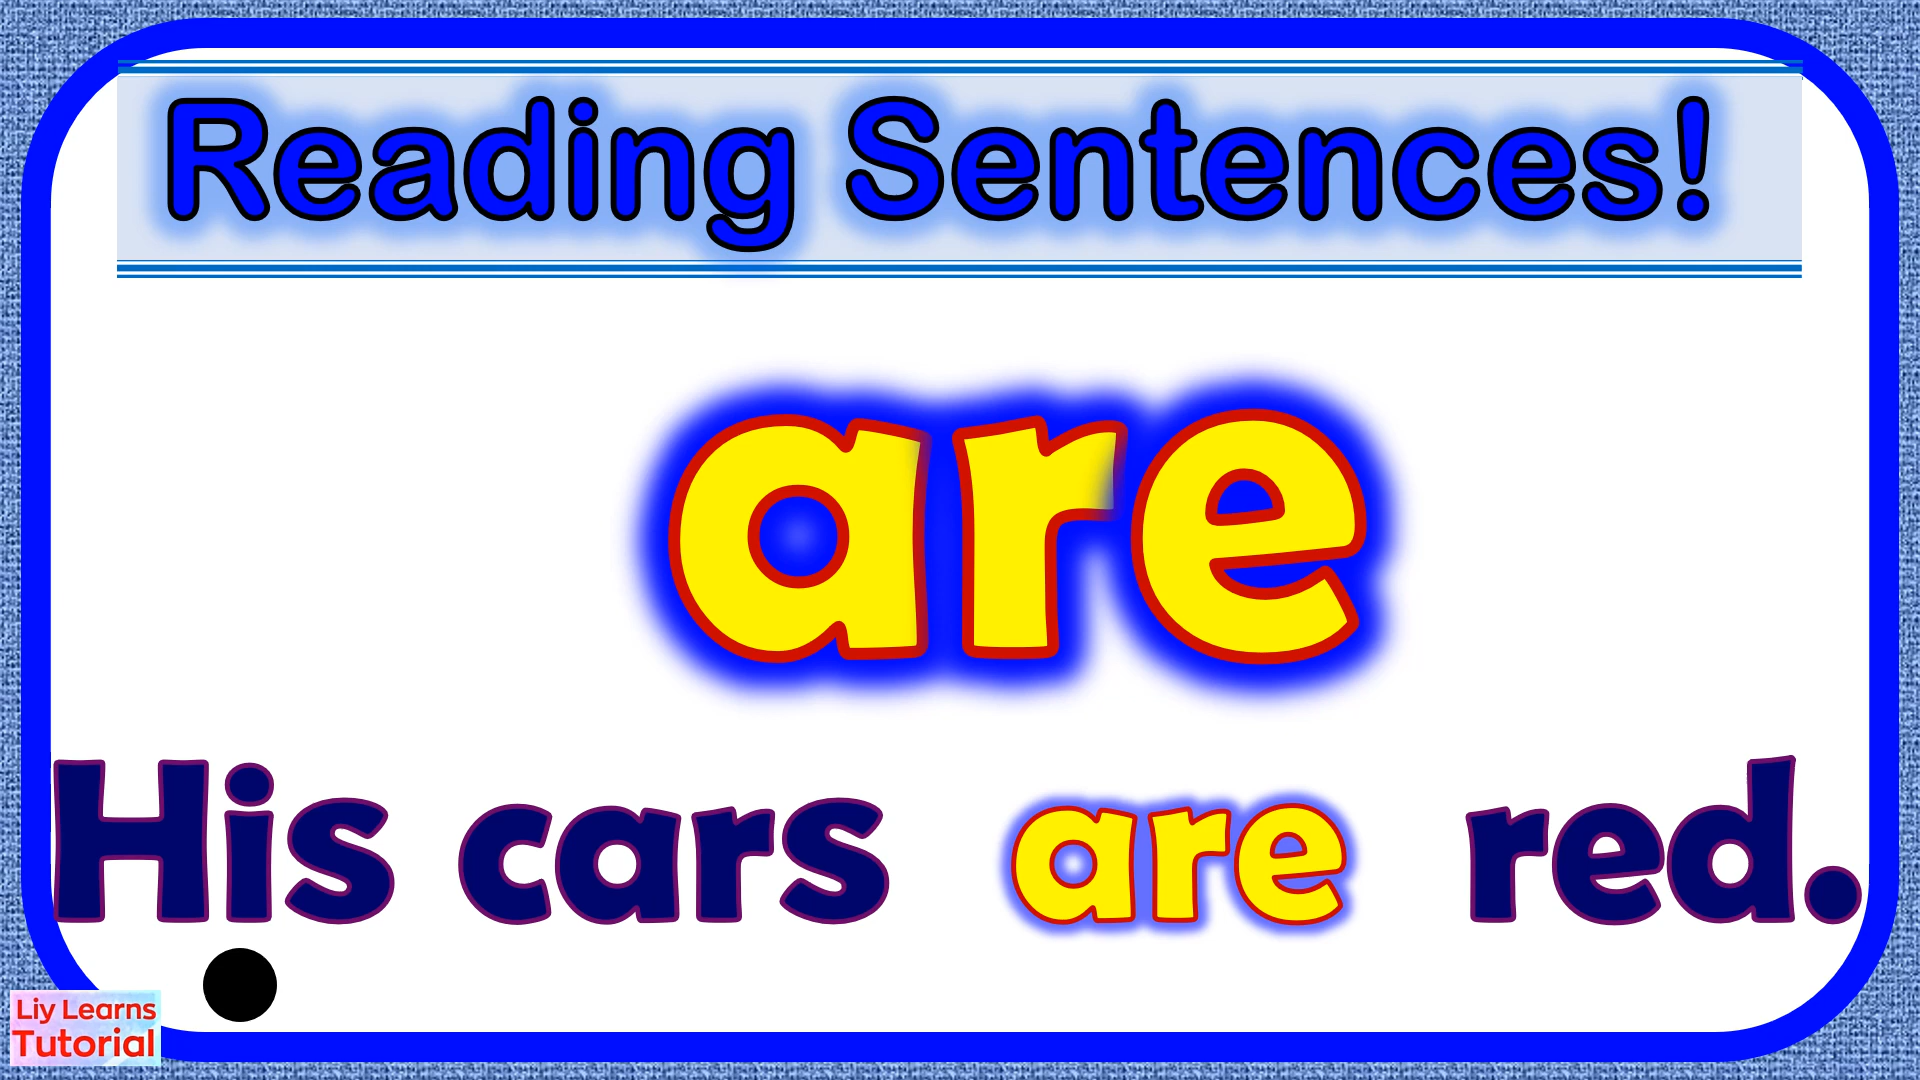 Reading Sentences!
are
His cars are red.
Liy Learns
Tutorial